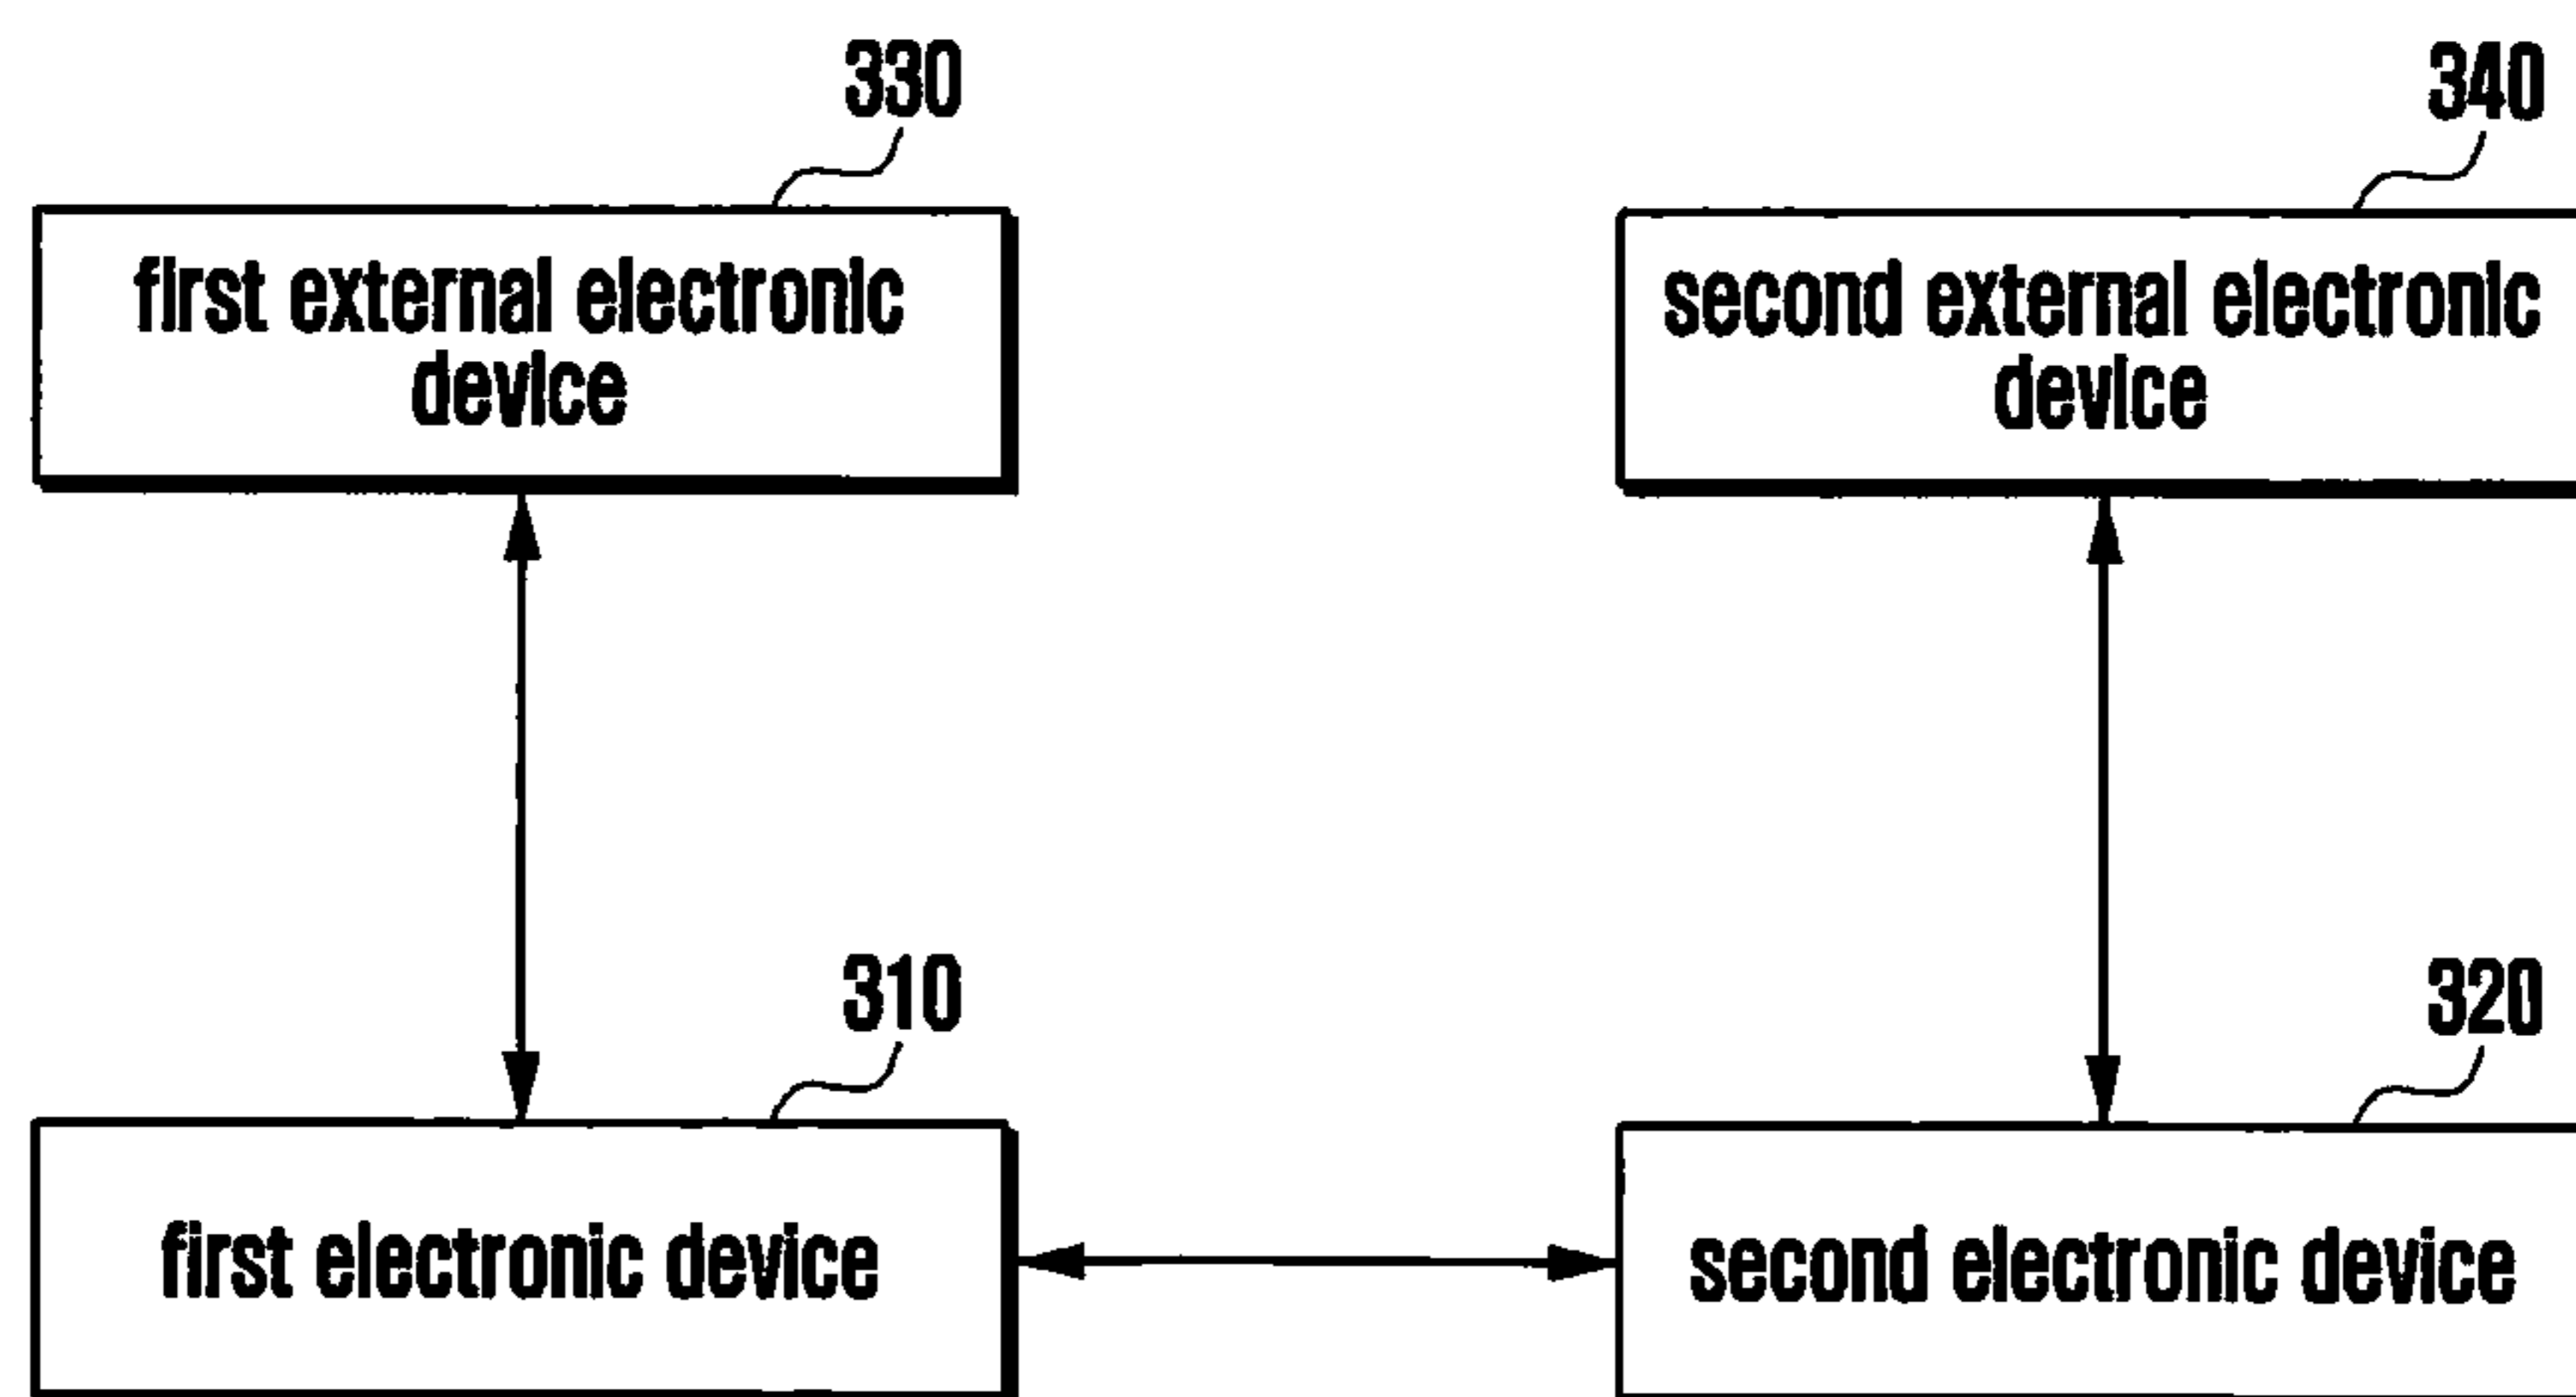 330
340
first external electronic
device
second external electronic
device
310
320
first electronic device
second electronic device